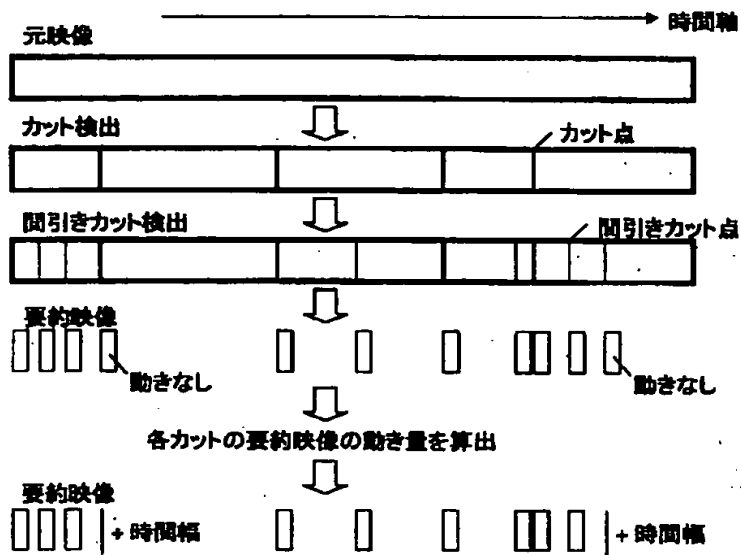 時間軸
元映像
カット検出
カット点
間引きカット検出
間引きカット点
要約映像
動きなし
動きなし
各カットの要約映像の動き量を算出
要約映像
+ 時間幅
+ 時間幅